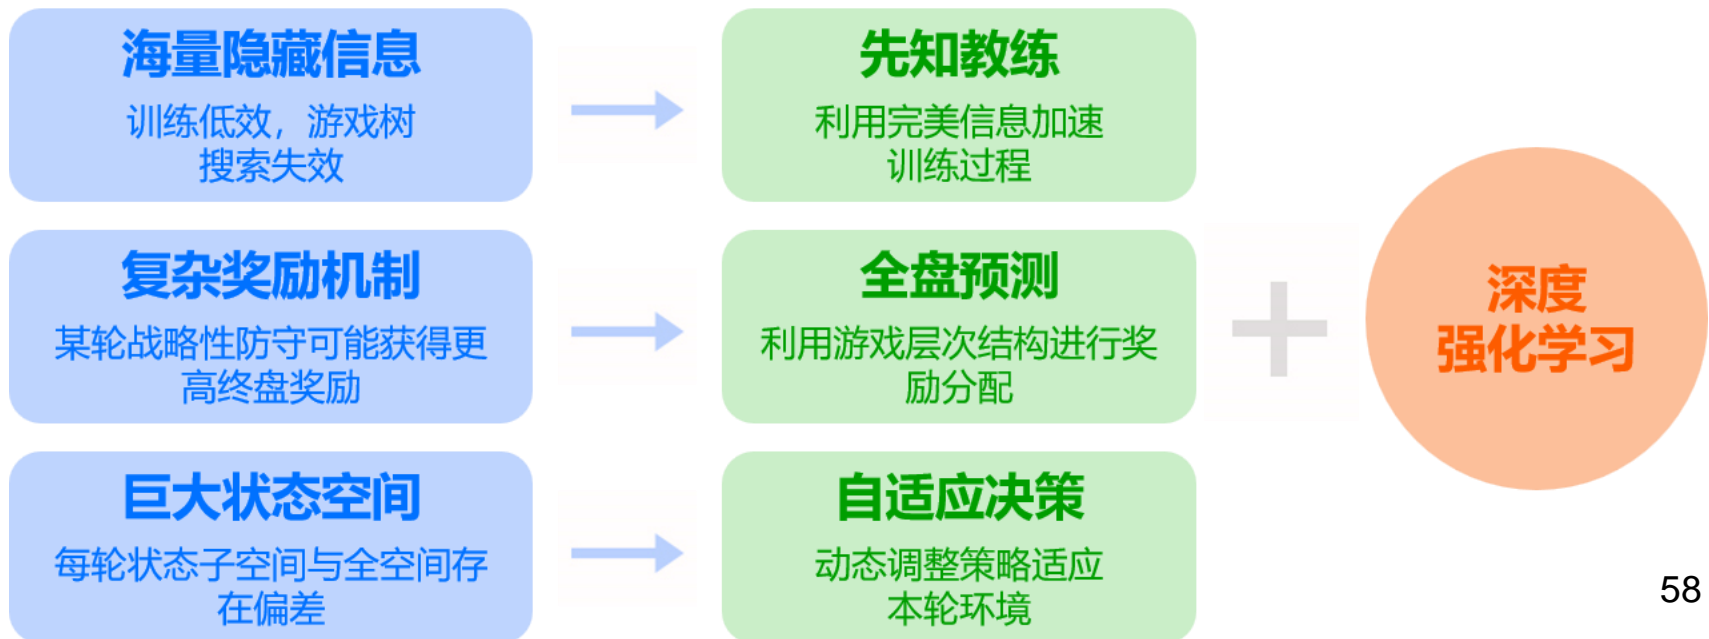 海量隐藏信息
训练低效，游戏树
搜索失效
先知教练
利用完美信息加速
训练过程
复杂奖励机制
某轮战略性防守可能获得更
高终盘奖励
全盘预测
利用游戏层次结构进行奖
励分配
巨大状态空间
每轮状态子空间与全空间存
在偏差
自适应决策
动态调整策略适应
本轮环境
深度
强化学习
58